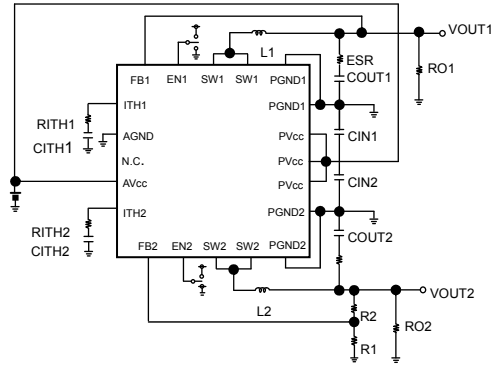 VOUT1
L1
ESR
COUT1
RO1
FB1 EN1 SW1 SW1 PGND1
ITH1
PGND1
RITH1
CITH1
AGND
CIN1
PVcc
N.C.
PVcc
CIN2
AVcc
PVcc
ITH2
PGND2
RITH2
CITH2
COUT2
FB2 EN2 SW2 SW2 PGND2
VOUT2
L2
R2
RO2
R1